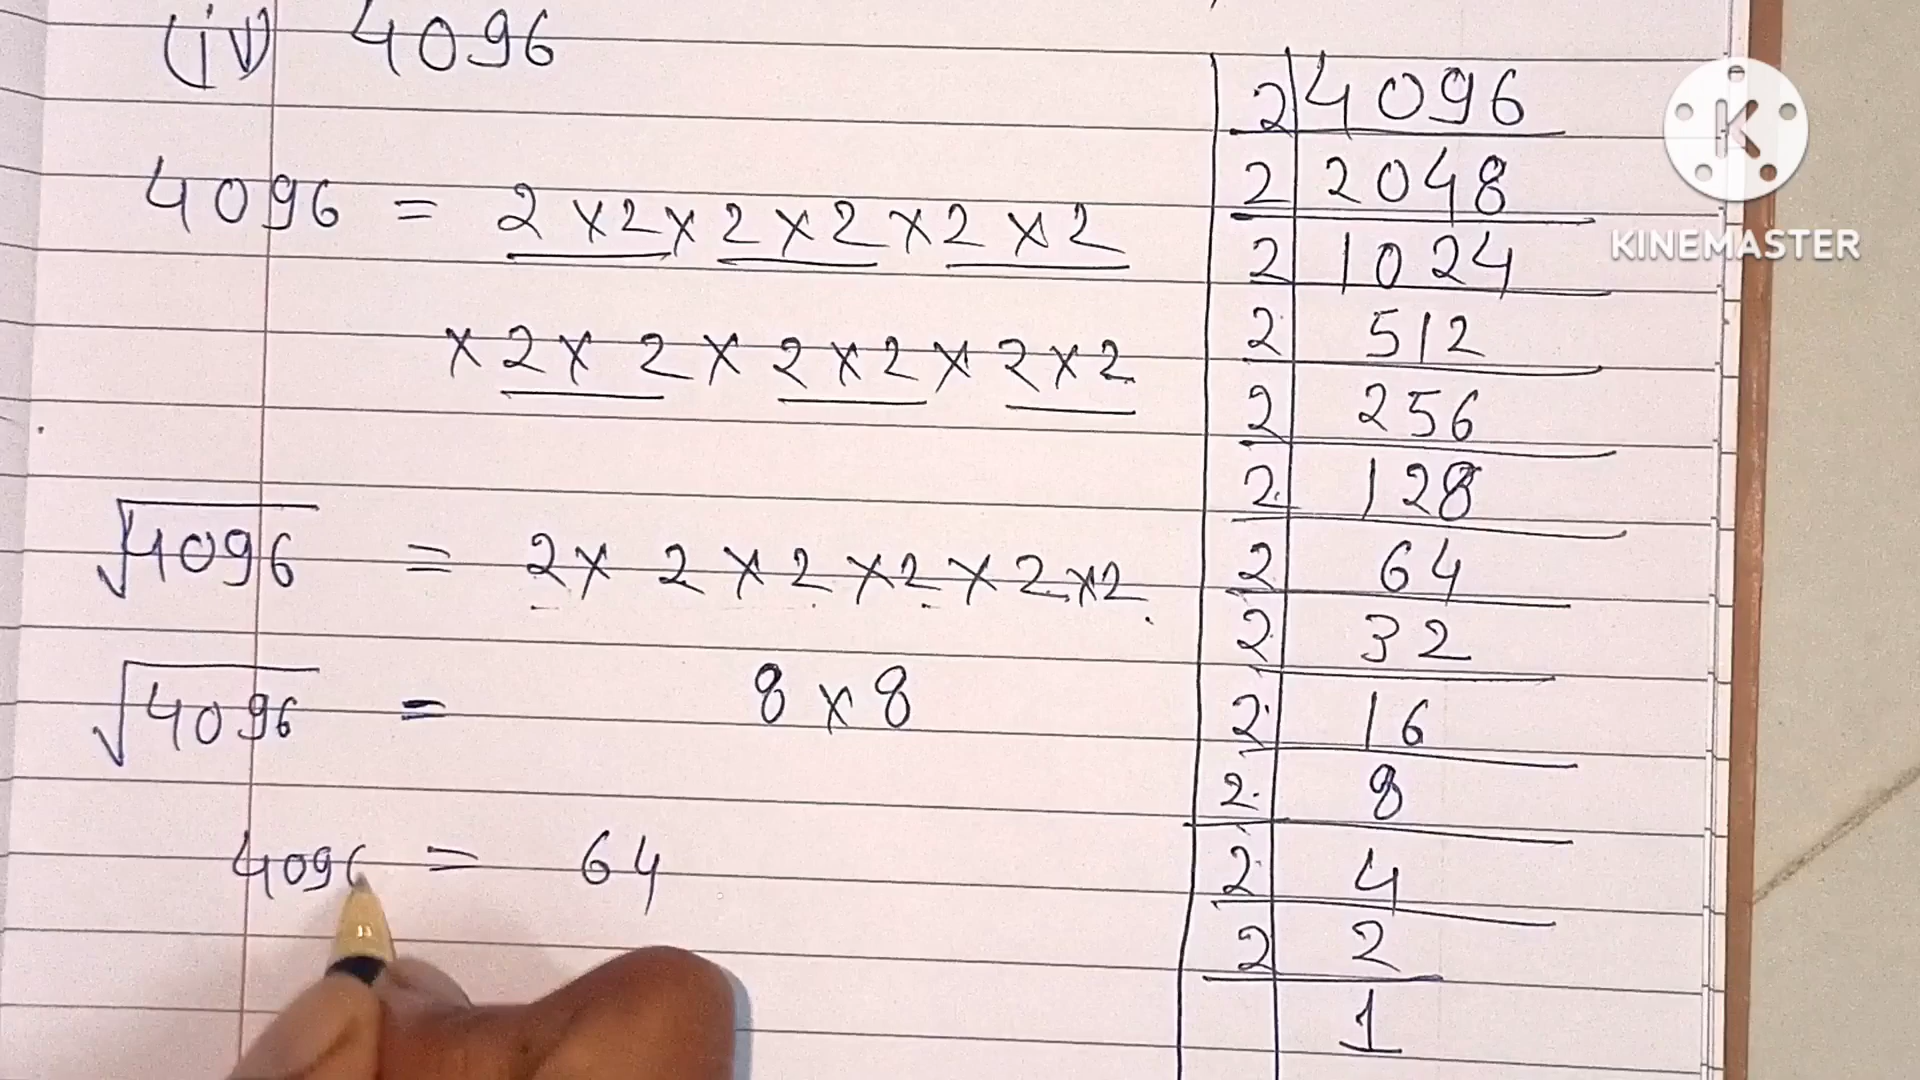 (iv) 4096
4096 = 2 × 2 × 2 × 2 × 2 × 2
× 2 × 2 × 2 × 2 × 2 × 2
√4096 = 2 × 2 × 2 × 2 × 2 × 2
√4096 = 8 × 8
4096 = 64
2 | 4096
2 | 2048
2 | 1024
2 | 512
2 | 256
2 | 128
2 | 64
2 | 32
2 | 16
2 | 8
2 | 4
2 | 2
1
K
KINEMASTER